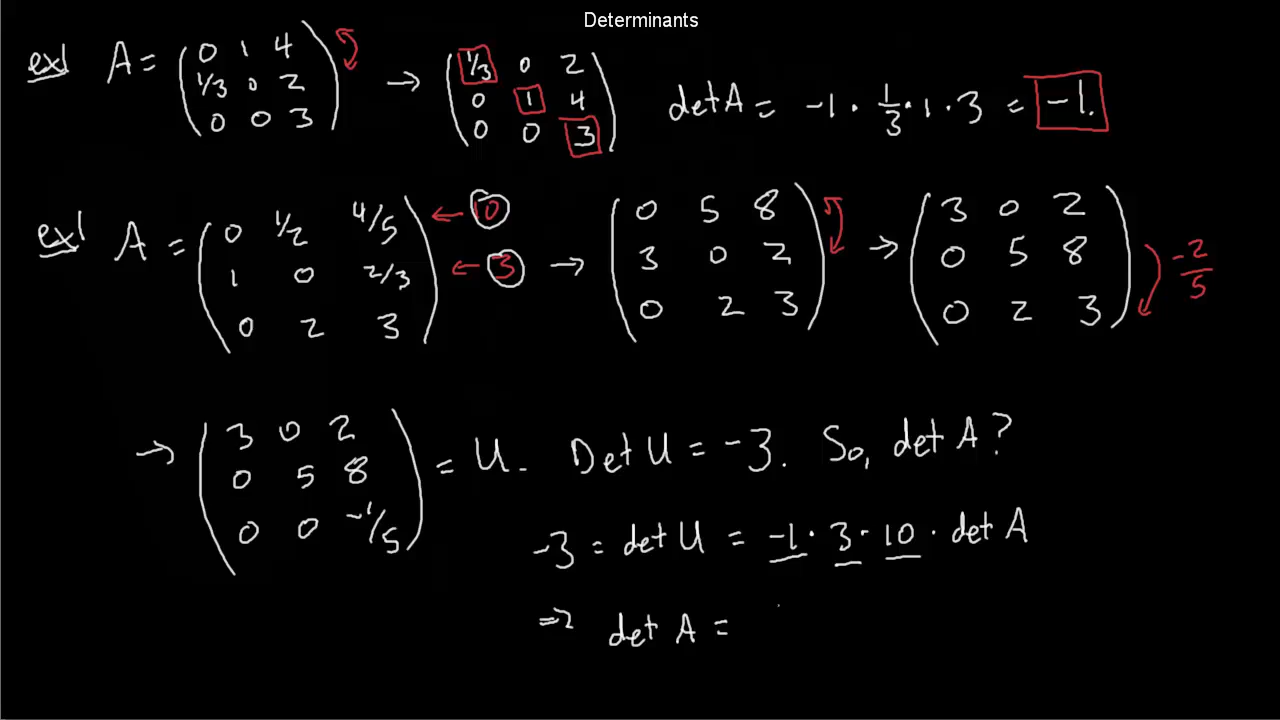 Determinants
ex/ A = (0 1 4 → (1/3 0 2 det A = -1 · 1/3 · 1 · 3 = -1.
1/3 0 2 0 1 4
0 0 3) 0 0 3)
ex/ A = (0 1/2 4/5 ← 10 → (0 5 8 → (3 0 2
1 0 2/3 ← 3 3 0 2 0 5 8 -2/5
0 2 3) 0 2 3) 0 2 3)
→ (3 0 2
0 5 8 = U. Det U = -3. So, det A?
0 0 -1/5)
-3 = det U = -1 · 3 · 10 · det A
⇒ det A =